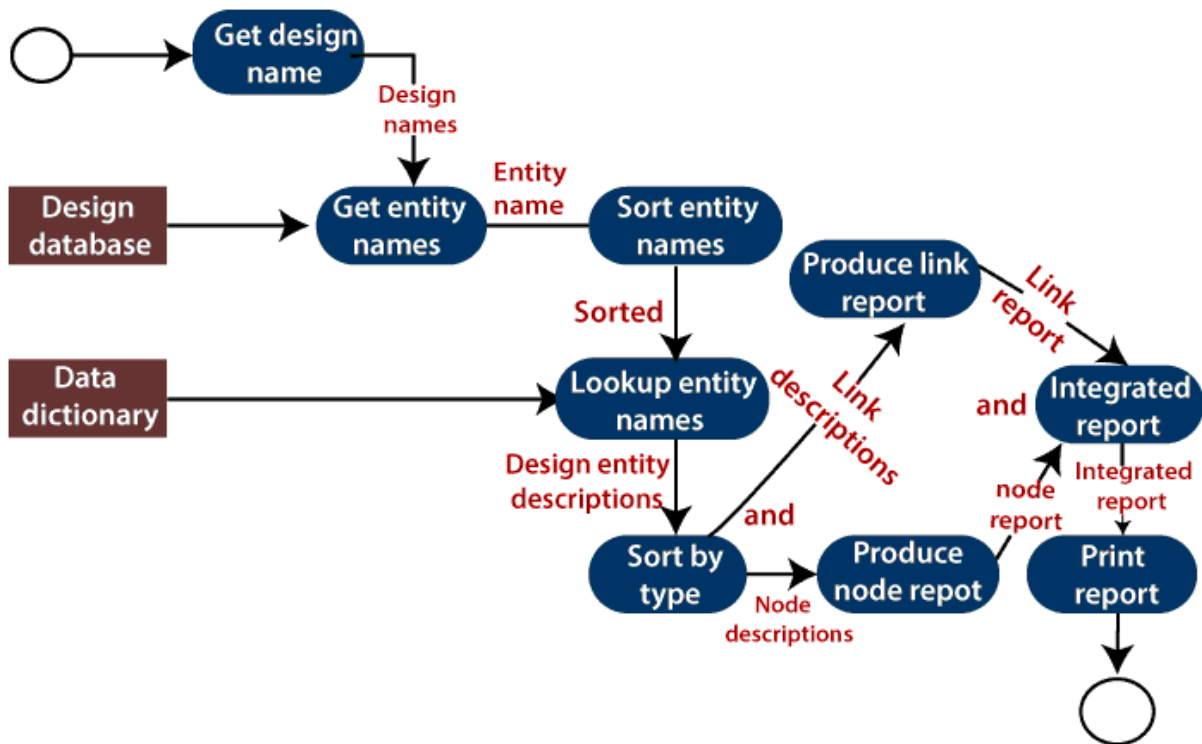 Get design
name
Design
names
Design
database
Get entity
names
Entity
name
Sort entity
names
Sorted
Data
dictionary
Lookup entity
names
Design entity
descriptions
Sort by
type
and
Link
descriptions
Produce link
report
Link
report
Node
descriptions
Produce
node repot
node
report
and
Integrated
report
Integrated
report
Print
report